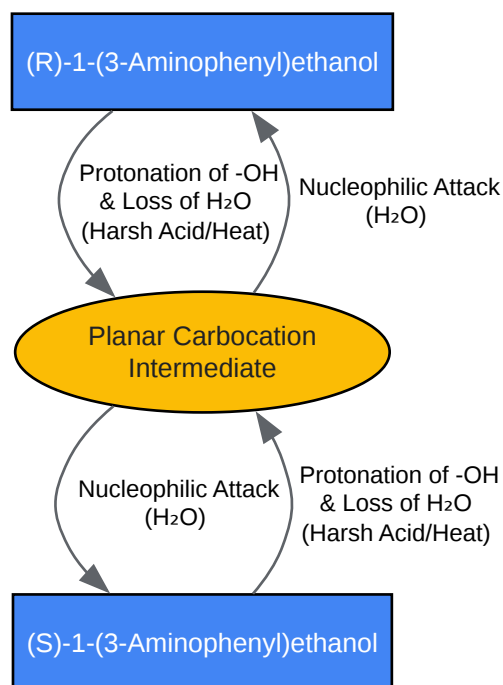 (R)-1-(3-Aminophenyl)ethanol
Protonation of -OH
& Loss of H₂O
(Harsh Acid/Heat)
Nucleophilic Attack
(H₂O)
Planar Carbocation
Intermediate
Nucleophilic Attack
(H₂O)
Protonation of -OH
& Loss of H₂O
(Harsh Acid/Heat)
(S)-1-(3-Aminophenyl)ethanol